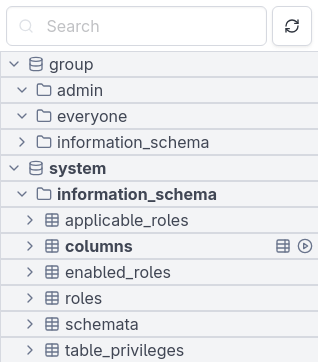 Search
group
admin
everyone
information_schema
system
information_schema
applicable_roles
columns
enabled_roles
roles
schemata
table_privileges